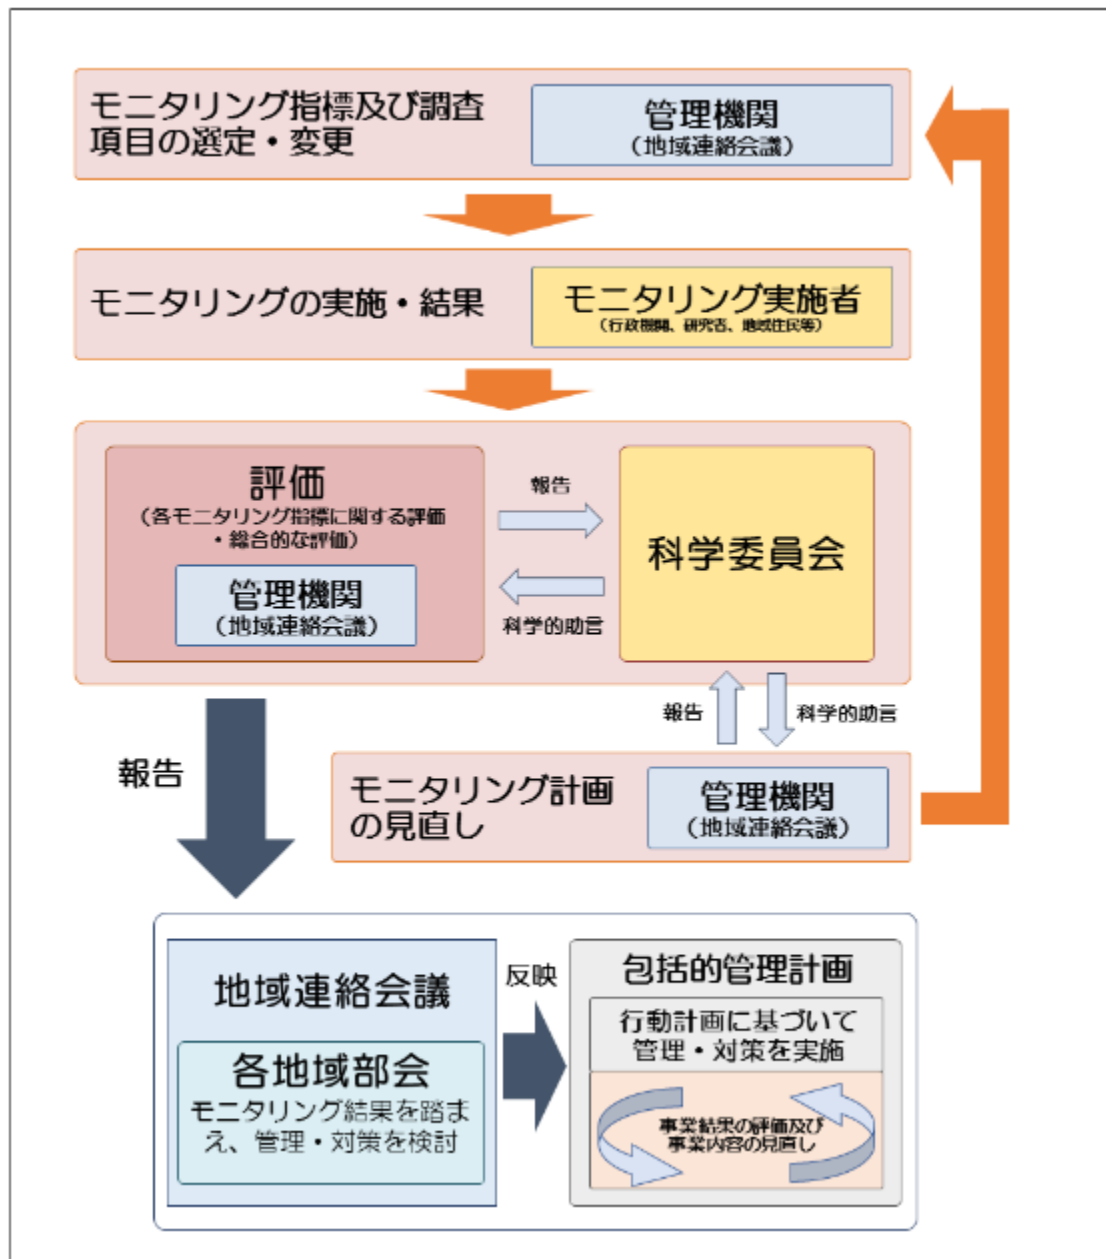 モニタリング指標及び調査
項目の選定・変更
管理機関
（地域連絡会議）
モニタリングの実施・結果
モニタリング実施者
（行政機関、研究者、地域住民等）
評価
（各モニタリング指標に関する評価
・総合的な評価）
管理機関
（地域連絡会議）
報告
科学的助言
科学委員会
報告
科学的助言
報告
モニタリング計画
の見直し
管理機関
（地域連絡会議）
地域連絡会議
各地域部会
モニタリング結果を踏ま
え、管理・対策を検討
反映
包括的管理計画
行動計画に基づいて
管理・対策を実施
事業結果の評価及び
事業内容の見直し